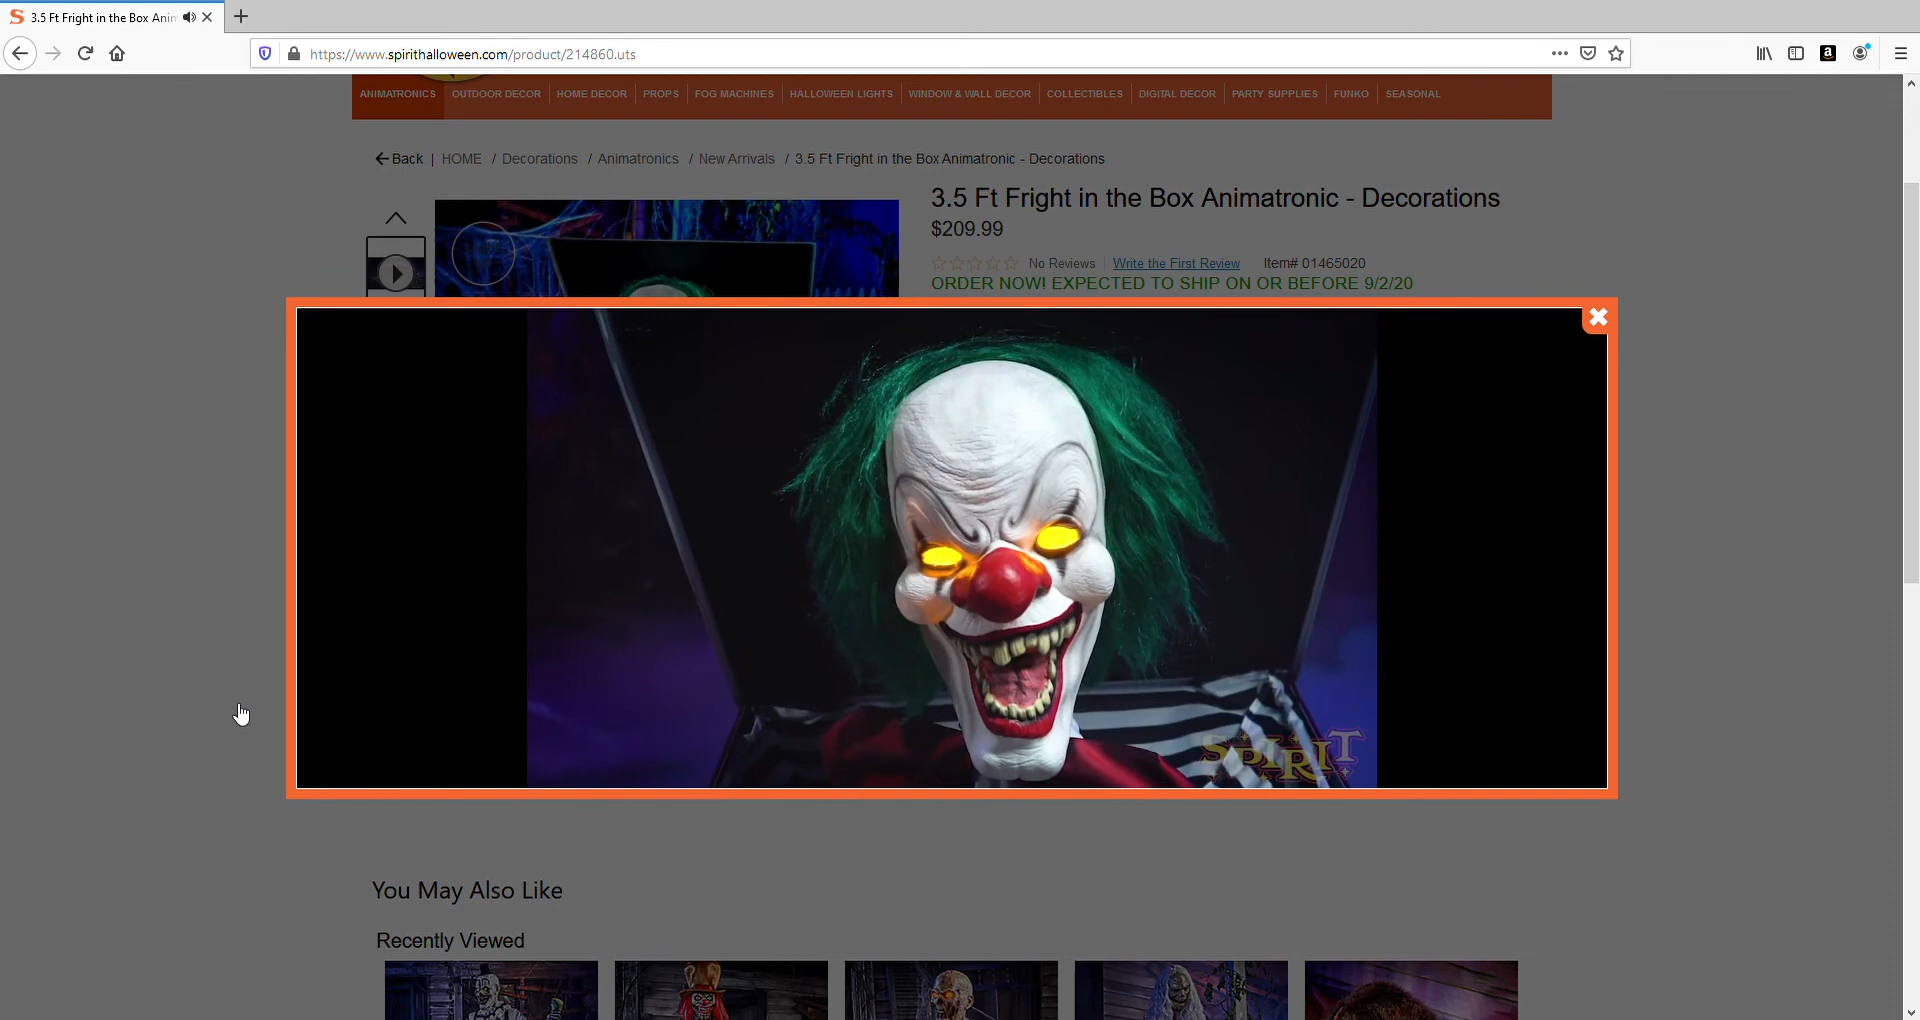 3.5 Ft Fright in the Box Anim
https://www.spirithalloween.com/product/214860.uts
ANIMATRONICS OUTDOOR DECOR HOME DECOR PROPS FOG MACHINES HALLOWEEN LIGHTS WINDOW & WALL DECOR COLLECTIBLES DIGITAL DECOR PARTY SUPPLIES FUNKO SEASONAL
Back | HOME / Decorations / Animatronics / New Arrivals / 3.5 Ft Fright in the Box Animatronic - Decorations
3.5 Ft Fright in the Box Animatronic - Decorations
$209.99
No Reviews Write the First Review Item# 01465020
ORDER NOW! EXPECTED TO SHIP ON OR BEFORE 9/2/20
SPIRIT
You May Also Like
Recently Viewed